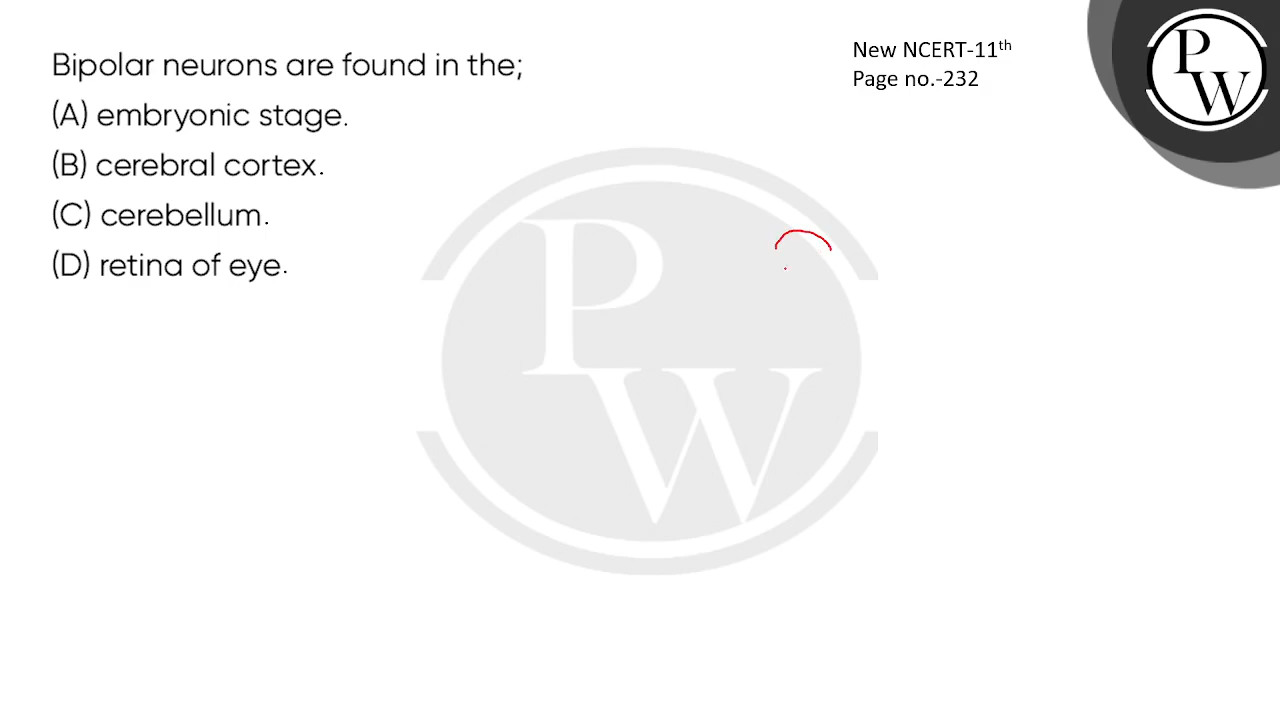 Bipolar neurons are found in the;
(A) embryonic stage.
(B) cerebral cortex.
(C) cerebellum.
(D) retina of eye.
New NCERT-11th
Page no.-232
PW
PW